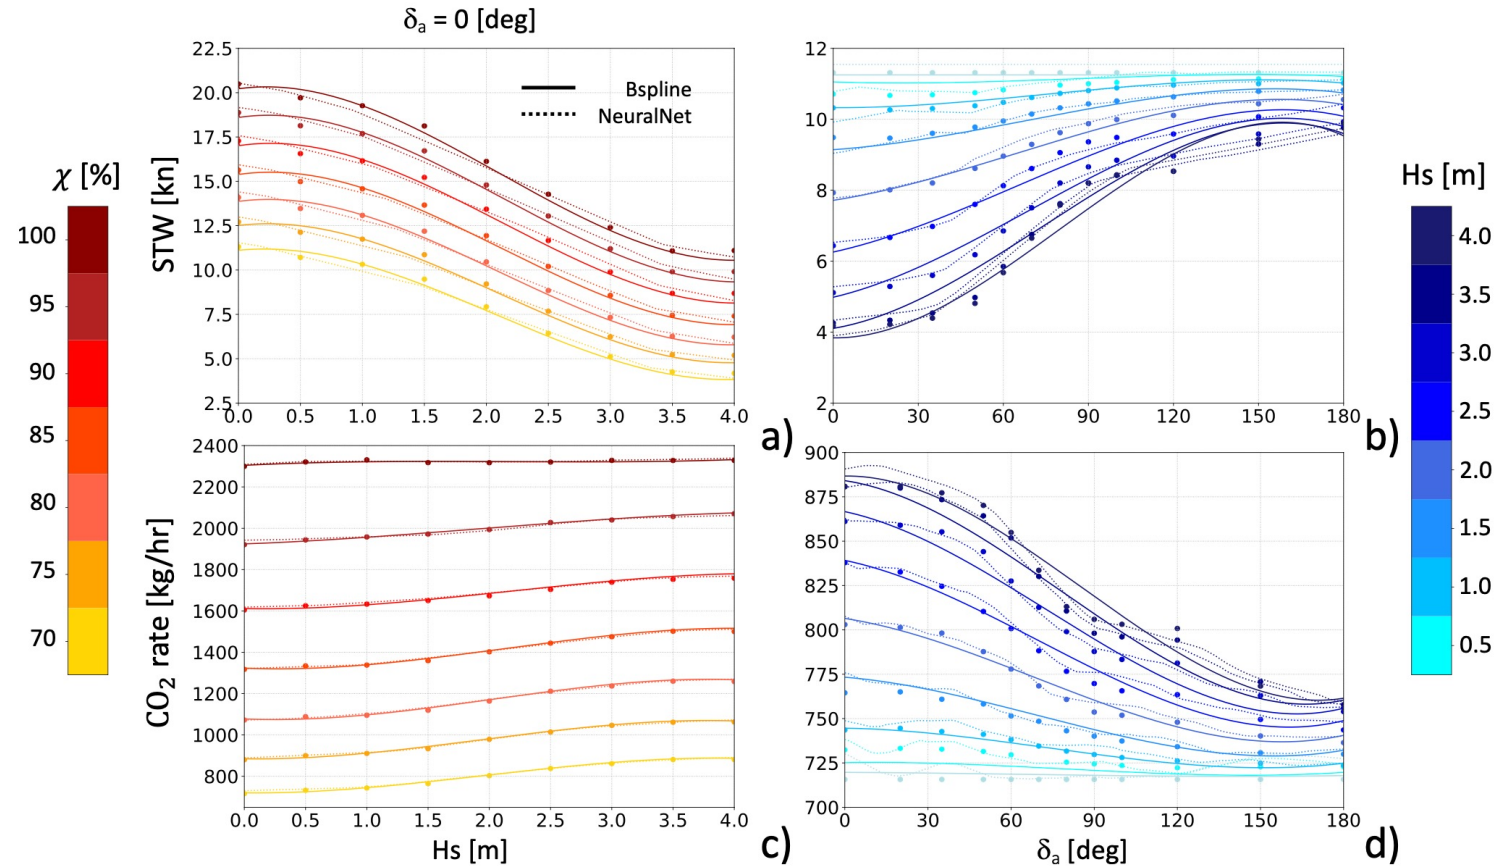 δa = 0 [deg]
22.5
20.0
17.5
15.0
12.5
10.0
7.5
5.0
2.5
STW [kn]
Bspline
NeuralNet
0.0 0.5 1.0 1.5 2.0 2.5 3.0 3.5 4.0
a)
12
10
8
6
4
2
0 30 60 90 120 150 180
b)
χ [%]
100
95
90
85
80
75
70
Hs [m]
4.0
3.5
3.0
2.5
2.0
1.5
1.0
0.5
2400
2200
2000
1800
1600
1400
1200
1000
800
CO2 rate [kg/hr]
0.0 0.5 1.0 1.5 2.0 2.5 3.0 3.5 4.0
Hs [m]
c)
900
875
850
825
800
775
750
725
700
0 30 60 90 120 150 180
δa [deg]
d)